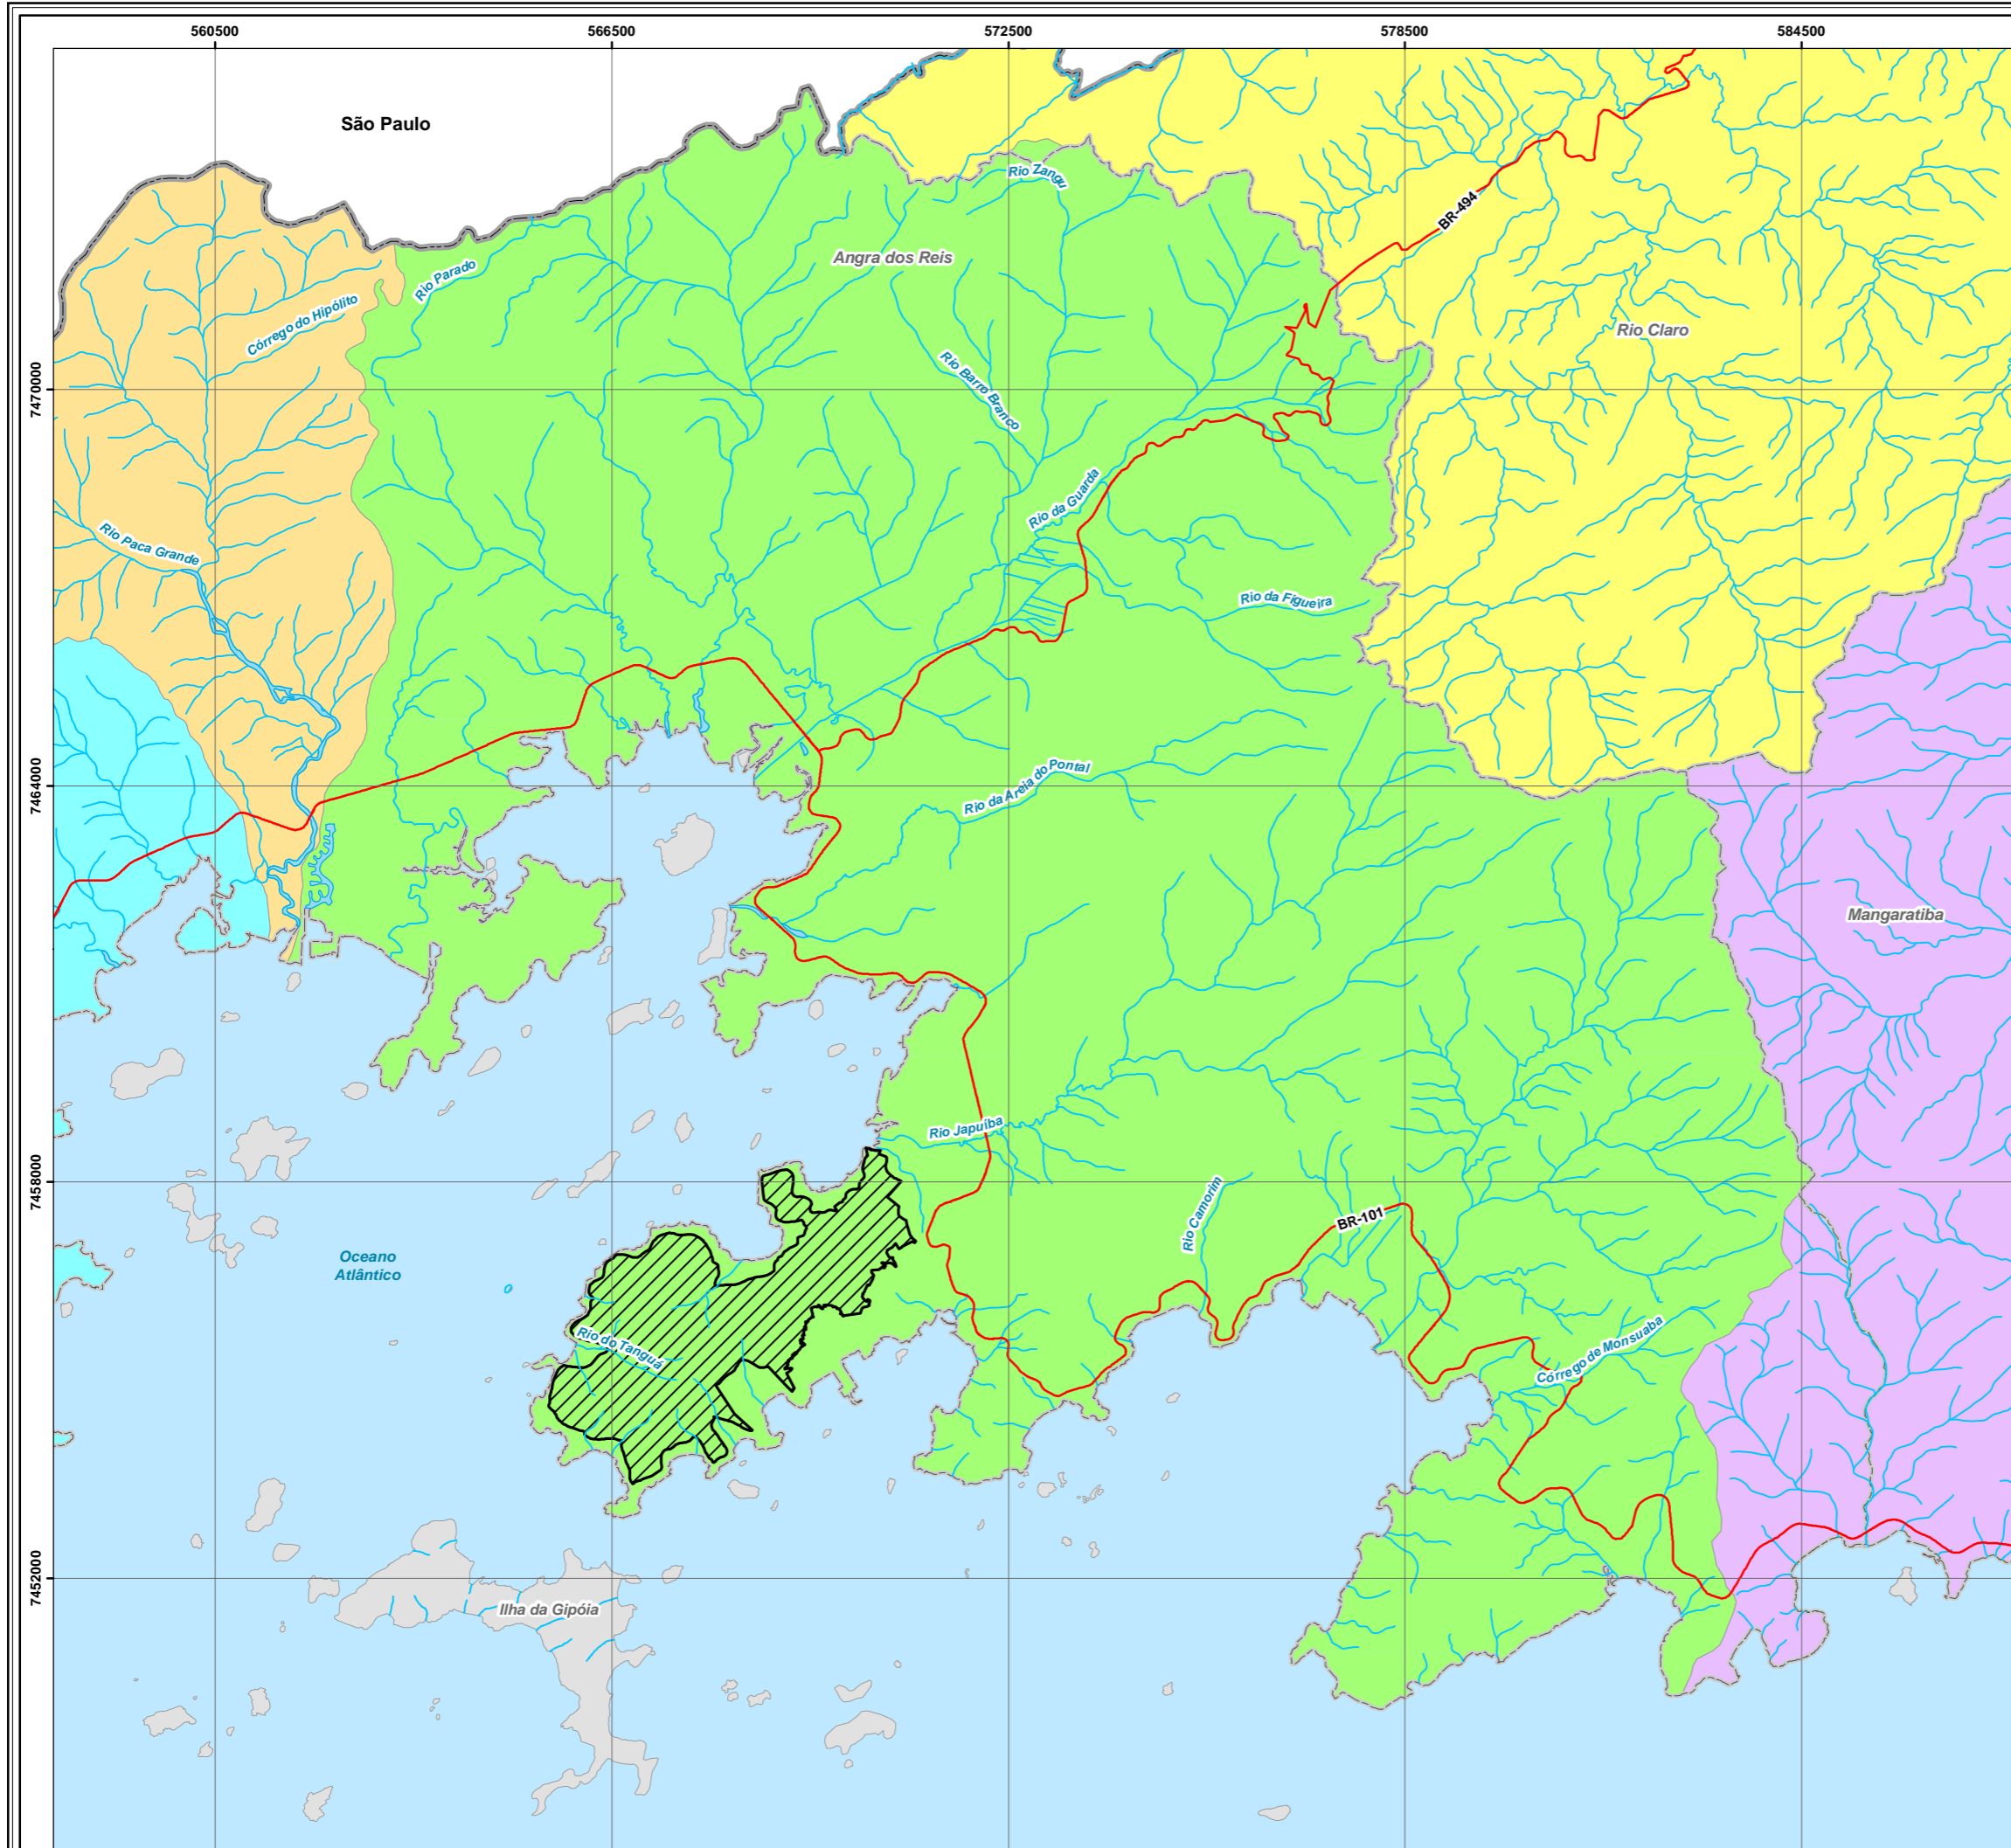 560500 566500 572500 578500 584500
São Paulo
Rio Zangu
BR-494
Angra dos Reis
Rio Parado
Córrego do Hipólito
Rio Claro
7470000
Rio Barro Branco
Rio da Guarda
Rio Paca Grande
Rio da Figueira
Rio da Areia do Pontal
7464000
Mangaratiba
Rio Japuíba
7458000
Rio Camorim
BR-101
Oceano
Atlântico
Rio do Tanguá
Córrego de Monsuaba
7452000
Ilha da Gipóia